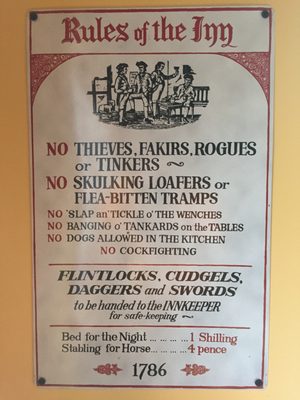 Rules of the Inn
NO THIEVES, FAKIRS, ROGUES
or TINKERS ~
NO SKULKING LOAFERS or
FLEA-BITTEN TRAMPS
NO 'SLAP an' TICKLE O' THE WENCHES
NO BANGING O' TANKARDS on the TABLES
NO DOGS ALLOWED IN THE KITCHEN
NO COCKFIGHTING
FLINTLOCKS, CUDGELS,
DAGGERS and SWORDS
to be handed to the INNKEEPER
for safe-keeping ~
Bed for the Night ... ... ... .. 1 Shilling
Stabling for Horse... ... ... .. 4 pence
1786